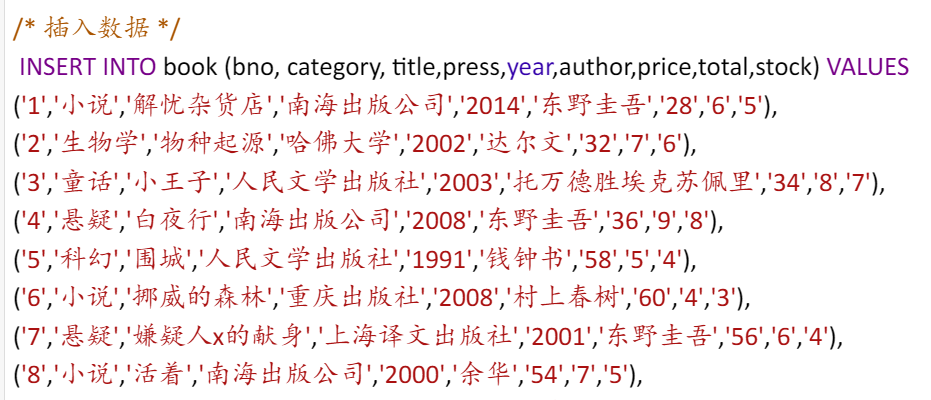 /* 插入数据 */
INSERT INTO book (bno, category, title,press,year,author,price,total,stock) VALUES
('1','小说','解忧杂货店','南海出版公司','2014','东野圭吾','28','6','5'),
('2','生物学','物种起源','哈佛大学','2002','达尔文','32','7','6'),
('3','童话','小王子','人民文学出版社','2003','托万德胜埃克苏佩里','34','8','7'),
('4','悬疑','白夜行','南海出版公司','2008','东野圭吾','36','9','8'),
('5','科幻','围城','人民文学出版社','1991','钱钟书','58','5','4'),
('6','小说','挪威的森林','重庆出版社','2008','村上春树','60','4','3'),
('7','悬疑','嫌疑人x的献身','上海译文出版社','2001','东野圭吾','56','6','4'),
('8','小说','活着','南海出版公司','2000','余华','54','7','5'),